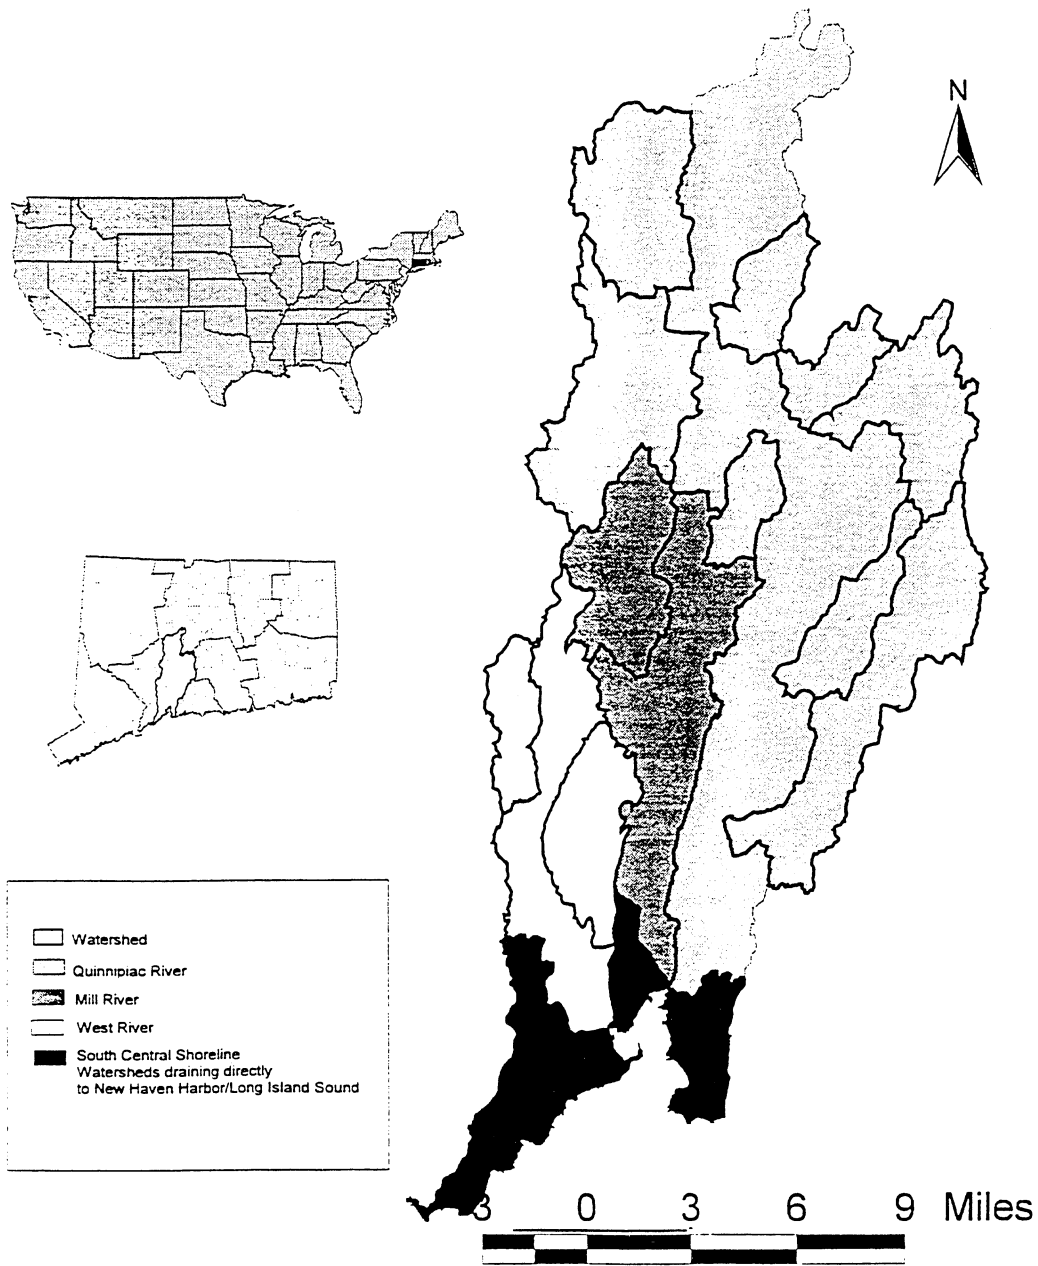 N
Watershed
Quinnipiac River
Mill River
West River
South Central Shoreline
Watersheds draining directly
to New Haven Harbor/Long Island Sound
3 0 3 6 9 Miles